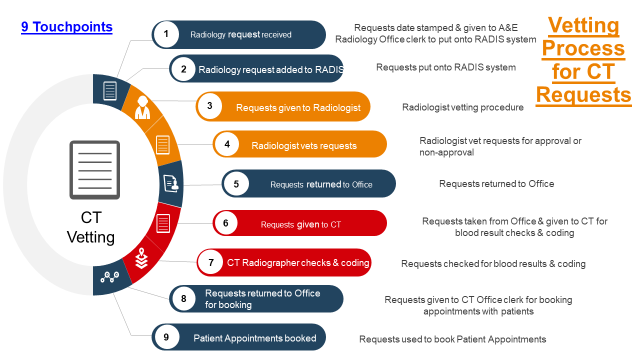 9 Touchpoints
Vetting
Process
for CT
Requests
1 Radiology request received
Requests date stamped & given to A&E
Radiology Office clerk to put onto RADIS system
2 Radiology request added to RADIS
Requests put onto RADIS system
3 Requests given to Radiologist
Radiologist vetting procedure
4 Radiologist vets requests
Radiologist vet requests for approval or
non-approval
5 Requests returned to Office
Requests returned to Office
6 Requests given to CT
Requests taken from Office & given to CT for
blood result checks & coding
7 CT Radiographer checks & coding
Requests checked for blood results & coding
8 Requests returned to Office
for booking
Requests given to CT Office clerk for booking
appointments with patients
9 Patient Appointments booked
Requests used to book Patient Appointments
CT
Vetting